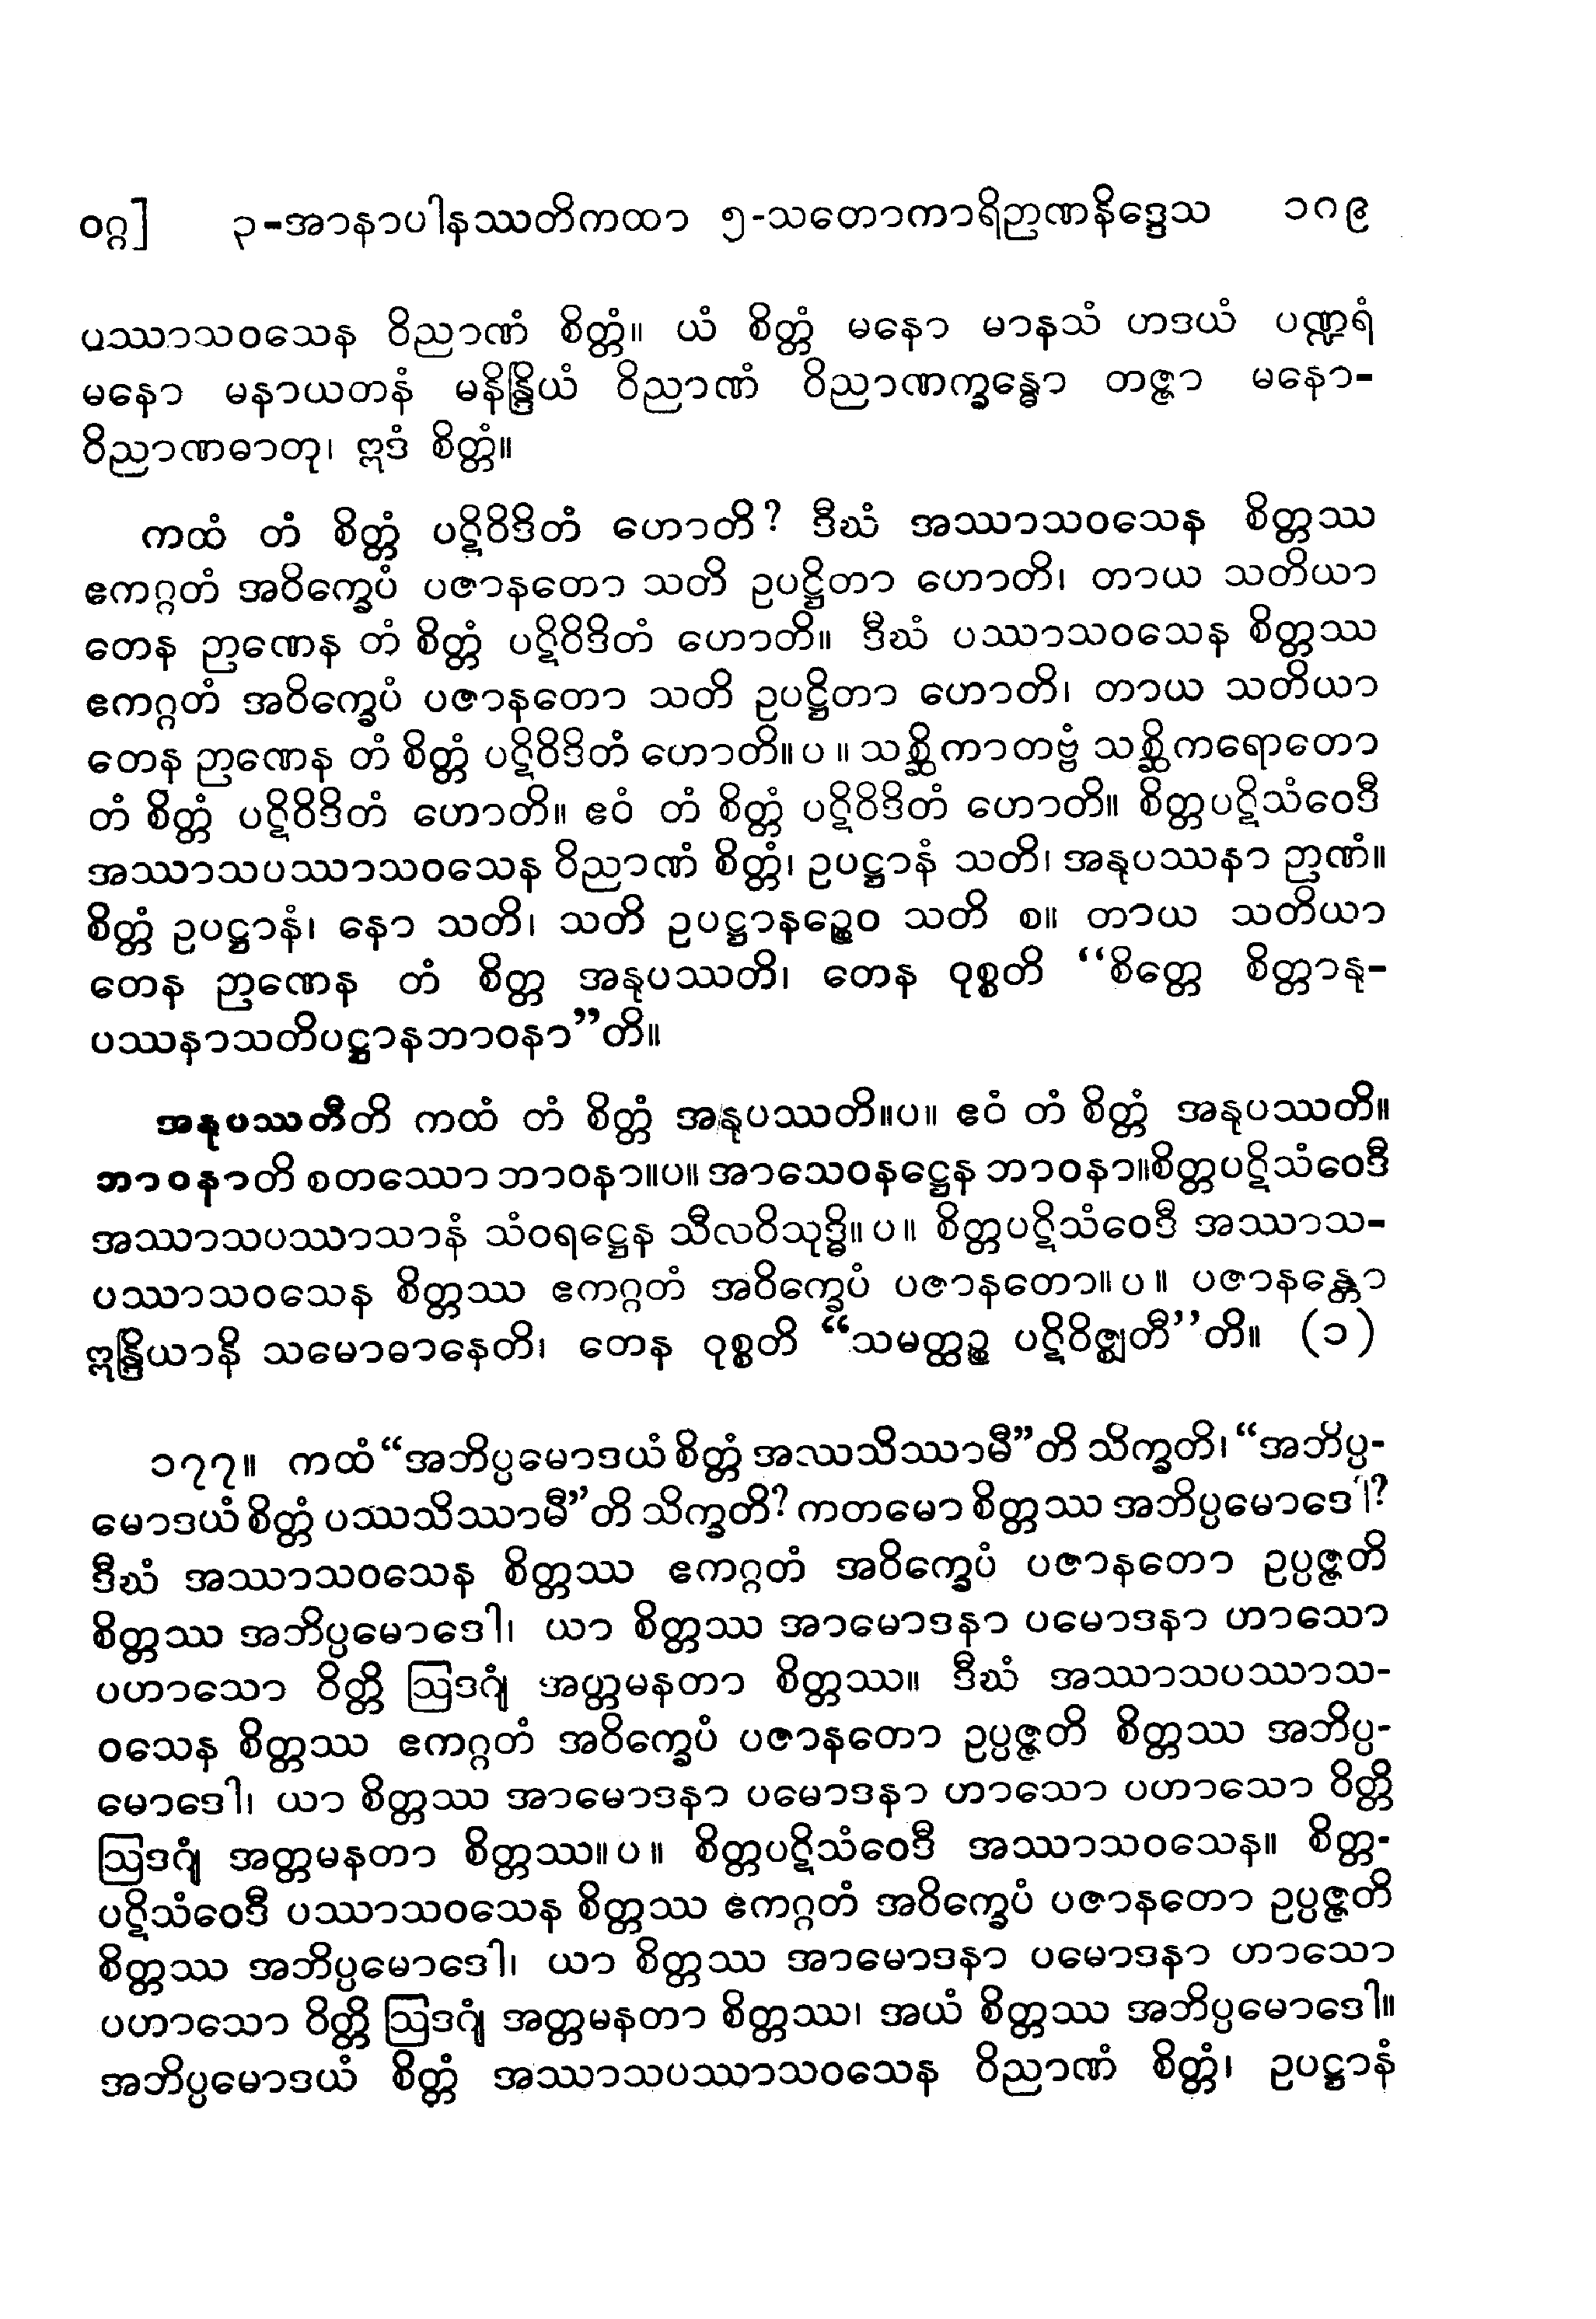 ဝဂ္ဂ] ၃-အာနာပါနဿတိကထာ ၅-သတောကာရိဉာဏနိဒ္ဒေသ ၁၈၉
ပဿာသဝသေန ဝိညာဏံ စိတ္တံ။ ယံ စိတ္တံ မနော မာနသံ ဟဒယံ ပဏ္ဍရံ
မနော မနာယတနံ မနိန္ဒြိယံ ဝိညာဏံ ဝိညာဏက္ခန္ဓော တဇ္ဇာ မနော-
ဝိညာဏဓာတု၊ ဣဒံ စိတ္တံ။
ကထံ တံ စိတ္တံ ပဋိဝိဒိတံ ဟောတိ? ဒီဃံ အဿာသဝသေန စိတ္တဿ
ဧကဂ္ဂတံ အဝိက္ခေပံ ပဇာနတော သတိ ဥပဋ္ဌိတာ ဟောတိ၊ တာယ သတိယာ
တေန ဉာဏေန တံ စိတ္တံ ပဋိဝိဒိတံ ဟောတိ။ ဒီဃံ ပဿာသဝသေန စိတ္တဿ
ဧကဂ္ဂတံ အဝိက္ခေပံ ပဇာနတော သတိ ဥပဋ္ဌိတာ ဟောတိ၊ တာယ သတိယာ
တေန ဉာဏေန တံ စိတ္တံ ပဋိဝိဒိတံ ဟောတိ။ပ။ သစ္ဆိကာတဗ္ဗံ သစ္ဆိကရောတော
တံ စိတ္တံ ပဋိဝိဒိတံ ဟောတိ။ ဧဝံ တံ စိတ္တံ ပဋိဝိဒိတံ ဟောတိ။ စိတ္တပဋိသံဝေဒီ
အဿာသပဿာသဝသေန ဝိညာဏံ စိတ္တံ၊ ဥပဋ္ဌာနံ သတိ၊ အနုပဿနာ ဉာဏံ။
စိတ္တံ ဥပဋ္ဌာနံ၊ နော သတိ၊ သတိ ဥပဋ္ဌာနဉ္စေဝ သတိ စ။ တာယ သတိယာ
တေန ဉာဏေန တံ စိတ္တ အနုပဿတိ၊ တေန ဝုစ္စတိ “စိတ္တေ စိတ္တာနု-
ပဿနာသတိပဋ္ဌာနဘာဝနာ”တိ။
အနုပဿတီတိ ကထံ တံ စိတ္တံ အနုပဿတိ။ပ။ ဧဝံ တံ စိတ္တံ အနုပဿတိ။
ဘာဝနာတိ စတဿော ဘာဝနာ။ပ။ အာသေဝနဋ္ဌေန ဘာဝနာ။စိတ္တပဋိသံဝေဒီ
အဿာသပဿာသာနံ သံဝရဋ္ဌေန သီလဝိသုဒ္ဓိ။ပ။ စိတ္တပဋိသံဝေဒီ အဿာသ-
ပဿာသဝသေန စိတ္တဿ ဧကဂ္ဂတံ အဝိက္ခေပံ ပဇာနတော။ပ။ ပဇာနန္တော
ဣန္ဒြိယာနိ သမောဓာနေတိ၊ တေန ဝုစ္စတိ “သမတ္ထဉ္စ ပဋိဝိဇ္ဈတီ”တိ။ (၁)
၁၇၇။ ကထံ “အဘိပ္ပမောဒယံ စိတ္တံ အဿသိဿာမီ”တိ သိက္ခတိ၊ “အဘိပ္ပ-
မောဒယံ စိတ္တံ ပဿသိဿာမီ”တိ သိက္ခတိ? ကတမော စိတ္တဿ အဘိပ္ပမောဒေါ?
ဒီဃံ အဿာသဝသေန စိတ္တဿ ဧကဂ္ဂတံ အဝိက္ခေပံ ပဇာနတော ဥပ္ပဇ္ဇတိ
စိတ္တဿ အဘိပ္ပမောဒေါ၊ ယာ စိတ္တဿ အာမောဒနာ ပမောဒနာ ဟာသော
ပဟာသော ဝိတ္တိ ဩဒဂျံ အတ္တမနတာ စိတ္တဿ။ ဒီဃံ အဿာသပဿာသ-
ဝသေန စိတ္တဿ ဧကဂ္ဂတံ အဝိက္ခေပံ ပဇာနတော ဥပ္ပဇ္ဇတိ စိတ္တဿ အဘိပ္ပ-
မောဒေါ၊ ယာ စိတ္တဿ အာမောဒနာ ပမောဒနာ ဟာသော ပဟာသော ဝိတ္တိ
ဩဒဂျံ အတ္တမနတာ စိတ္တဿ။ပ။ စိတ္တပဋိသံဝေဒီ အဿာသဝသေန။ စိတ္တ-
ပဋိသံဝေဒီ ပဿာသဝသေန စိတ္တဿ ဧကဂ္ဂတံ အဝိက္ခေပံ ပဇာနတော ဥပ္ပဇ္ဇတိ
စိတ္တဿ အဘိပ္ပမောဒေါ၊ ယာ စိတ္တဿ အာမောဒနာ ပမောဒနာ ဟာသော
ပဟာသော ဝိတ္တိ ဩဒဂျံ အတ္တမနတာ စိတ္တဿ၊ အယံ စိတ္တဿ အဘိပ္ပမောဒေါ။
အဘိပ္ပမောဒယံ စိတ္တံ အဿာသပဿာသဝသေန ဝိညာဏံ စိတ္တံ၊ ဥပဋ္ဌာနံ